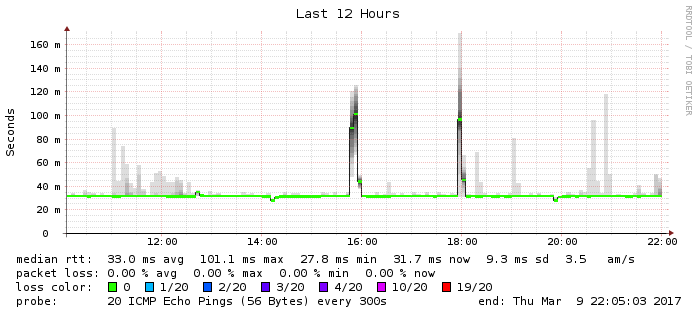 Last 12 Hours
RRDTOOL / TOBI OETIKER
Seconds
160 m
140 m
120 m
100 m
80 m
60 m
40 m
20 m
0
12:00 14:00 16:00 18:00 20:00 22:00
median rtt: 33.0 ms avg 101.1 ms max 27.8 ms min 31.7 ms now 9.3 ms sd 3.5 am/s
packet loss: 0.00 % avg 0.00 % max 0.00 % min 0.00 % now
loss color: 0 1/20 2/20 3/20 4/20 10/20 19/20
probe: 20 ICMP Echo Pings (56 Bytes) every 300s end: Thu Mar 9 22:05:03 2017